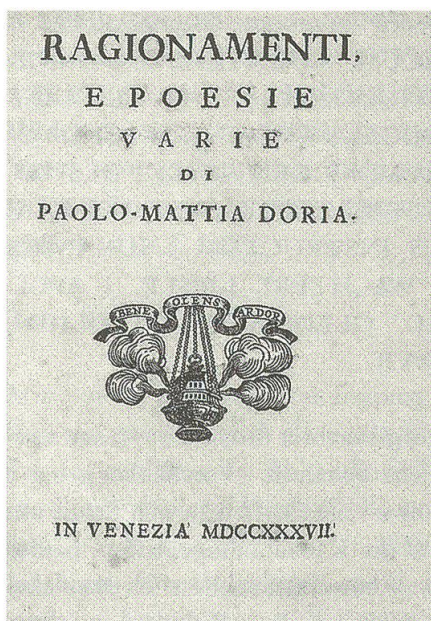 RAGIONAMENTI,
E POESIE
VARIE
DI
PAOLO-MATTIA DORIA.
BENE OLENS ARDOR
IN VENEZIA MDCCXXXVII.